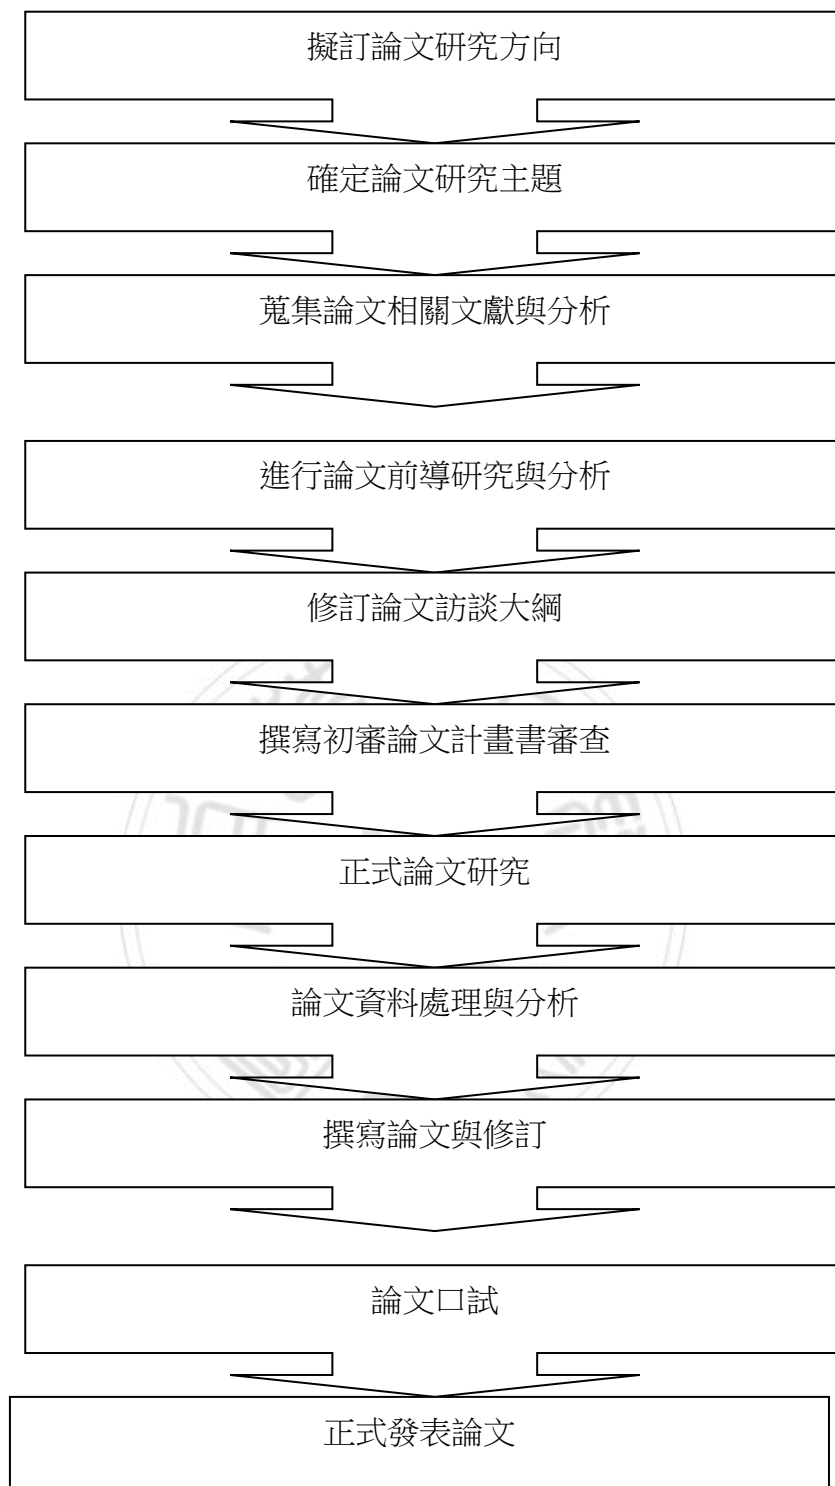 擬訂論文研究方向
確定論文研究主題
蒐集論文相關文獻與分析
進行論文前導研究與分析
修訂論文訪談大綱
撰寫初審論文計畫書審查
正式論文研究
論文資料處理與分析
撰寫論文與修訂
論文口試
正式發表論文